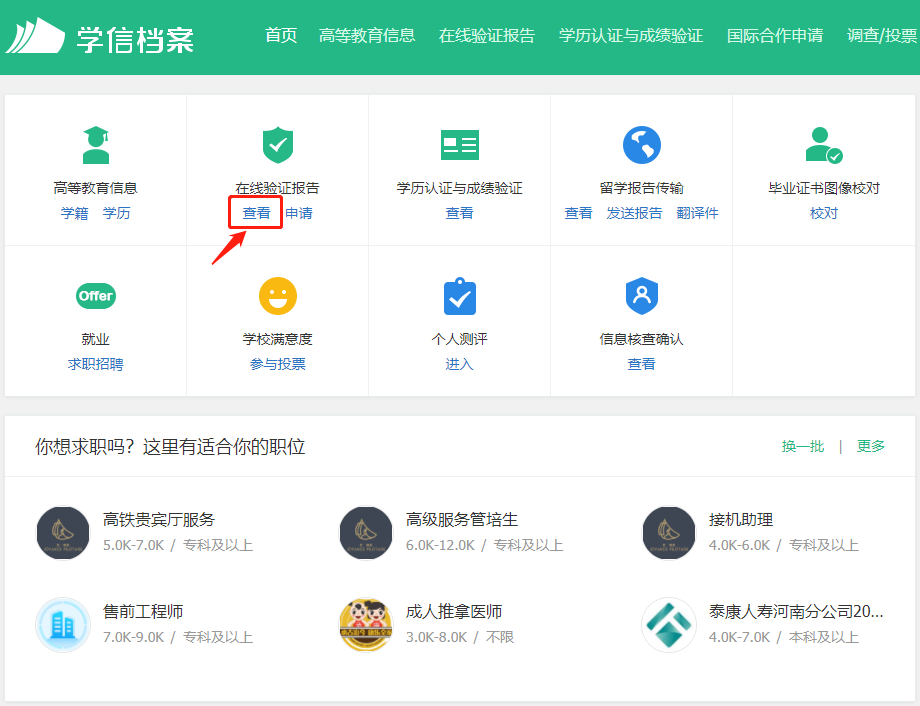 学信档案
首页 高等教育信息 在线验证报告 学历认证与成绩验证 国际合作申请 调查/投票
高等教育信息 在线验证报告 学历认证与成绩验证 留学报告传输 毕业证书图像校对
学籍 学历 查看 申请 查看 查看 发送报告 翻译件 校对
Offer
就业 学校满意度 个人测评 信息核查确认
求职招聘 参与投票 进入 查看
你想求职吗？这里有适合你的职位 换一批 | 更多
高铁贵宾厅服务 高级服务管培生 接机助理
5.0K-7.0K / 专科及以上 6.0K-12.0K / 专科及以上 4.0K-6.0K / 专科及以上
售前工程师 成人推拿医师 泰康人寿河南分公司20...
7.0K-9.0K / 专科及以上 3.0K-8.0K / 不限 4.0K-7.0K / 本科及以上